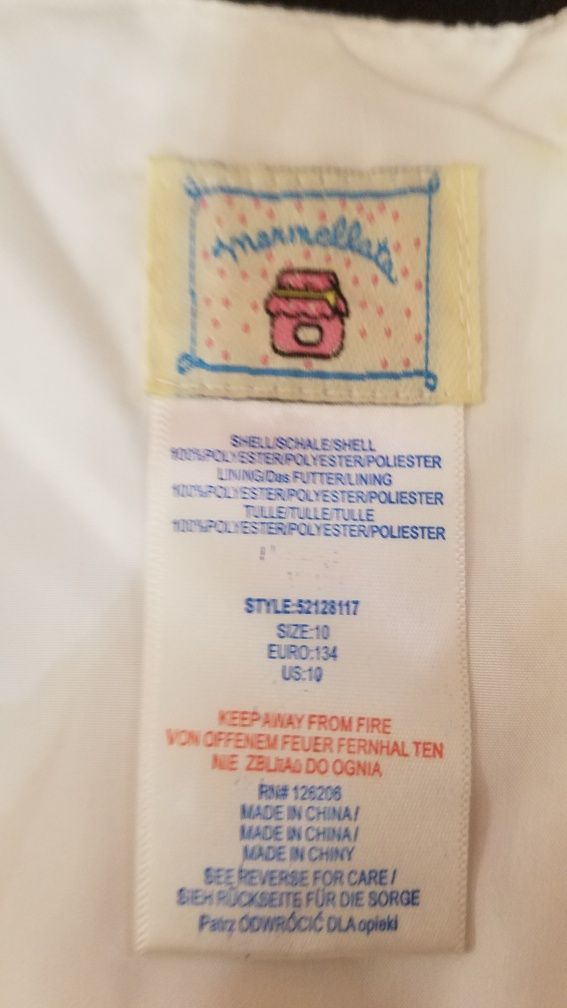 marmellata
SHELL/SCHALE/SHELL
100%POLYESTER/POLYESTER/POLIESTER
LINING/Das FUTTER/LINING
100%POLYESTER/POLYESTER/POLIESTER
TULLE/TULLE/TULLE
100%POLYESTER/POLYESTER/POLIESTER
STYLE:52128117
SIZE:10
EURO:134
US:10
KEEP AWAY FROM FIRE
VON OFFENEM FEUER FERNHAL TEN
NIE ZBLIIAĆ DO OGNIA
RN# 126206
MADE IN CHINA/
MADE IN CHINA/
MADE IN CHINY
SEE REVERSE FOR CARE/
SIEH RÜCKSEITE FÜR DIE SORGE
Patrz ODWRÓCIĆ DLA opieki